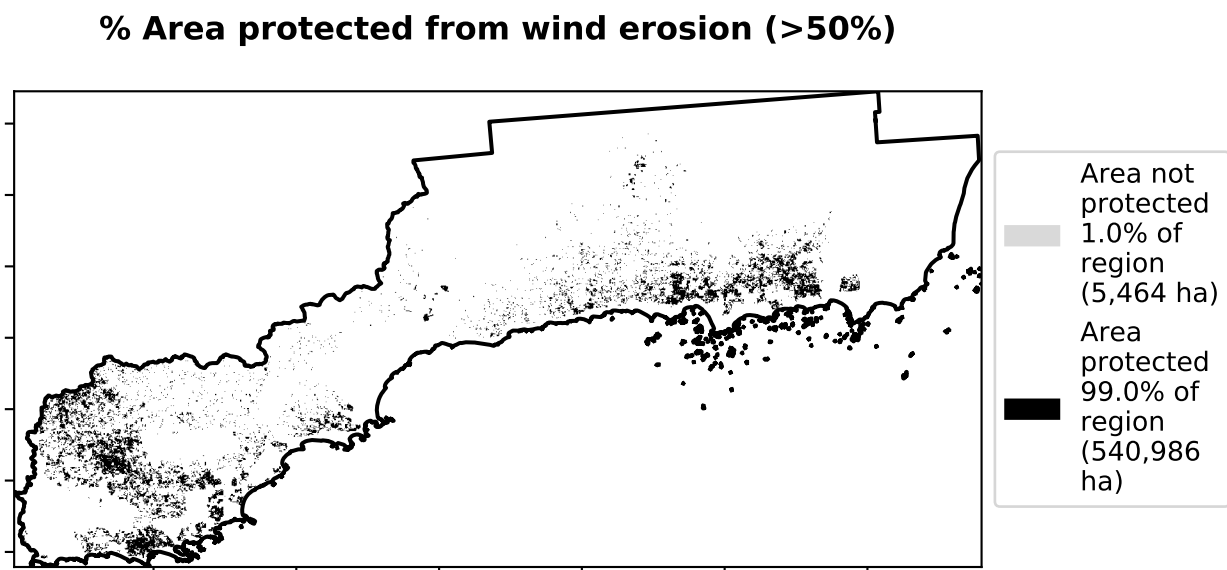 % Area protected from wind erosion (>50%)
Area not
protected
1.0% of
region
(5,464 ha)
Area
protected
99.0% of
region
(540,986
ha)